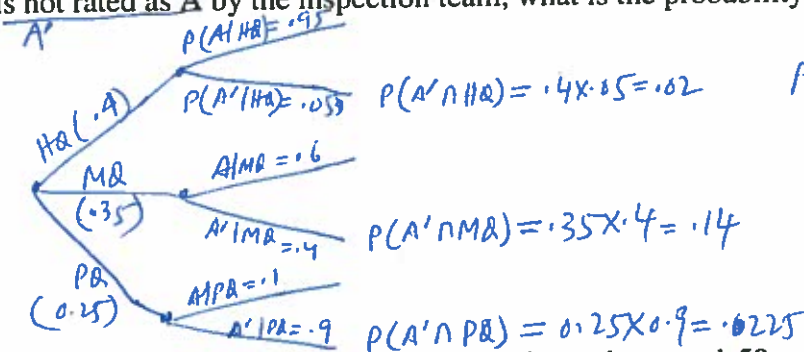 is not rated as A by the inspection team, what is the probability
A'
P(A|HQ)= .95
P(A'|HQ)= .05 P(A'∩HQ)= .4×.05=.02 P
HQ(.4)
MQ
(.35)
A|MQ = .6
A'|MQ =.4 P(A'∩MQ)= .35×.4= .14
PQ
(0.25)
A|PQ = .1
A'|PQ= .9 P(A'∩PQ) = 0.25×0.9=.0225